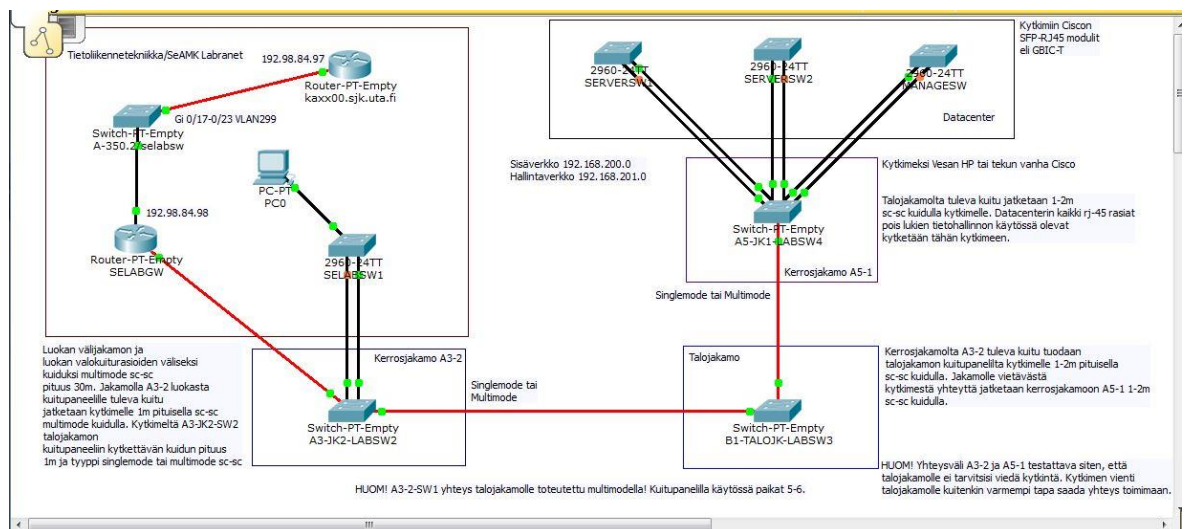 Tietoliikennetekniikka/SeAMK Labranet
192.98.84.97
Router-PT-Empty
kaxx00.sjk.uta.fi
Gi 0/17-0/23 VLAN299
Switch-PT-Empty
A-350.2 selabsw
PC-PT
PC0
192.98.84.98
Router-PT-Empty
SELABGW
2960-24TT
SELABSW1
2960-24TT
SERVERSW1
2960-24TT
SERVERSW2
2960-24TT
MANAGESW
Datacenter
Kytkimiin Ciscon
SFP-RJ45 modulit
eli GBIC-T
Sisäverkko 192.168.200.0
Hallintaverkko 192.168.201.0
Kytkimeksi Vesan HP tai tekun vanha Cisco
Switch-PT-Empty
A5-JK1-LABSW4
Kerrosjakamo A5-1
Talojakamolta tuleva kuitu jatketaan 1-2m
sc-sc kuidulla kytkimelle. Datacenterin kaikki rj-45 rasiat
pois lukien tietohallinnon käytössä olevat
kytketään tähän kytkimeen.
Singlemode tai Multimode
Luokan välijakamon ja
luokan valokuiturasioiden väliseksi
kuiduksi multimode sc-sc
pituus 30m. Jakamolla A3-2 luokasta
kuitupaneelille tuleva kuitu
jatketaan kytkimelle 1m pituisella sc-sc
multimode kuidulla. Kytkimeltä A3-JK2-SW2
talojakamon
kuitupaneeliin kytkettävän kuidun pituus
1m ja tyyppi singlemode tai multimode sc-sc
Kerrosjakamo A3-2
Switch-PT-Empty
A3-JK2-LABSW2
Singlemode tai
Multimode
Talojakamo
Switch-PT-Empty
B1-TALOJK-LABSW3
Kerrosjakamolta A3-2 tuleva kuitu tuodaan
talojakamon kuitupanelilta kytkimelle 1-2m pituisella
sc-sc kuidulla. Jakamolle vietävästä
kytkimestä yhteyttä jatketaan kerrosjakamoon A5-1 1-2m
sc-sc kuidulla.
HUOM! A3-2-SW1 yhteys talojakamolle toteutettu multimodella! Kuitupanelilla käytössä paikat 5-6.
HUOM! Yhteysväli A3-2 ja A5-1 testattava siten, että
talojakamolle ei tarvitsisi viedä kytkintä. Kytkimen vienti
talojakamolle kuitenkin varmempi tapa saada yhteys toimimaan.